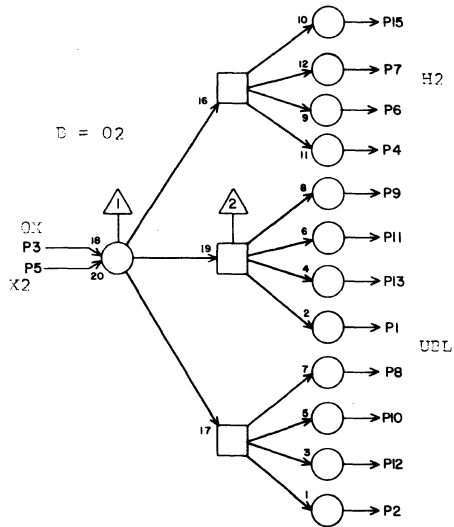 10 P15
12 P7
H2
16
9 P6
B = 02
11 P4
1
2
8 P9
OX
P3 18
6 P11
19
P5
20
4 P13
X2
2 P1
UBL
7 P8
17
5 P10
3 P12
1 P2